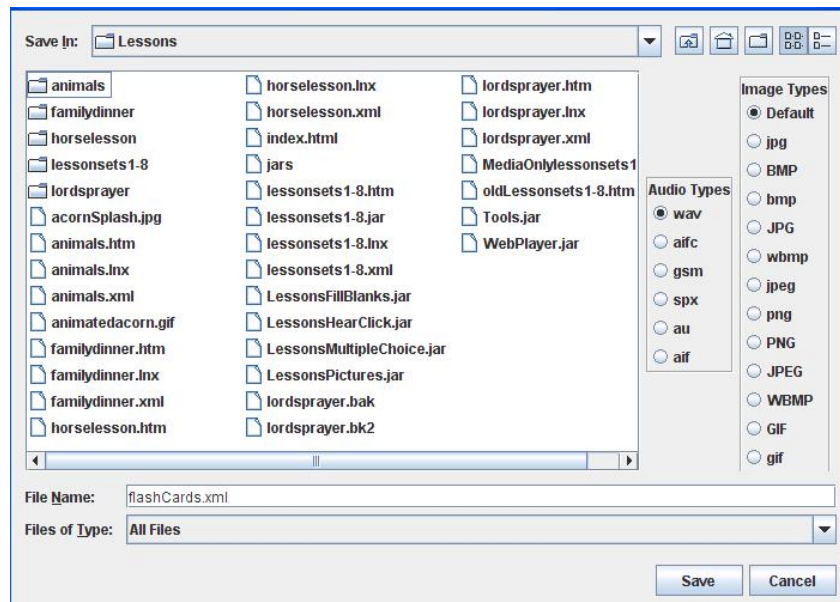 Save In: Lessons
animals
familydinner
horselesson
lessonsets1-8
lordsprayer
acornSplash.jpg
animals.htm
animals.lnx
animals.xml
animatedacorn.gif
familydinner.htm
familydinner.lnx
familydinner.xml
horselesson.htm
horselesson.lnx
horselesson.xml
index.html
jars
lessonsets1-8.htm
lessonsets1-8.jar
lessonsets1-8.lnx
lessonsets1-8.xml
LessonsFillBlanks.jar
LessonsHearClick.jar
LessonsMultipleChoice.jar
LessonsPictures.jar
lordsprayer.bak
lordsprayer.bk2
lordsprayer.htm
lordsprayer.lnx
lordsprayer.xml
MediaOnlylessonsets1
oldLessonsets1-8.htm
Tools.jar
WebPlayer.jar
Audio Types
wav
aifc
gsm
spx
au
aif
Image Types
Default
jpg
BMP
bmp
JPG
wbmp
jpeg
png
PNG
JPEG
WBMP
GIF
gif
File Name: flashCards.xml
Files of Type: All Files
Save Cancel